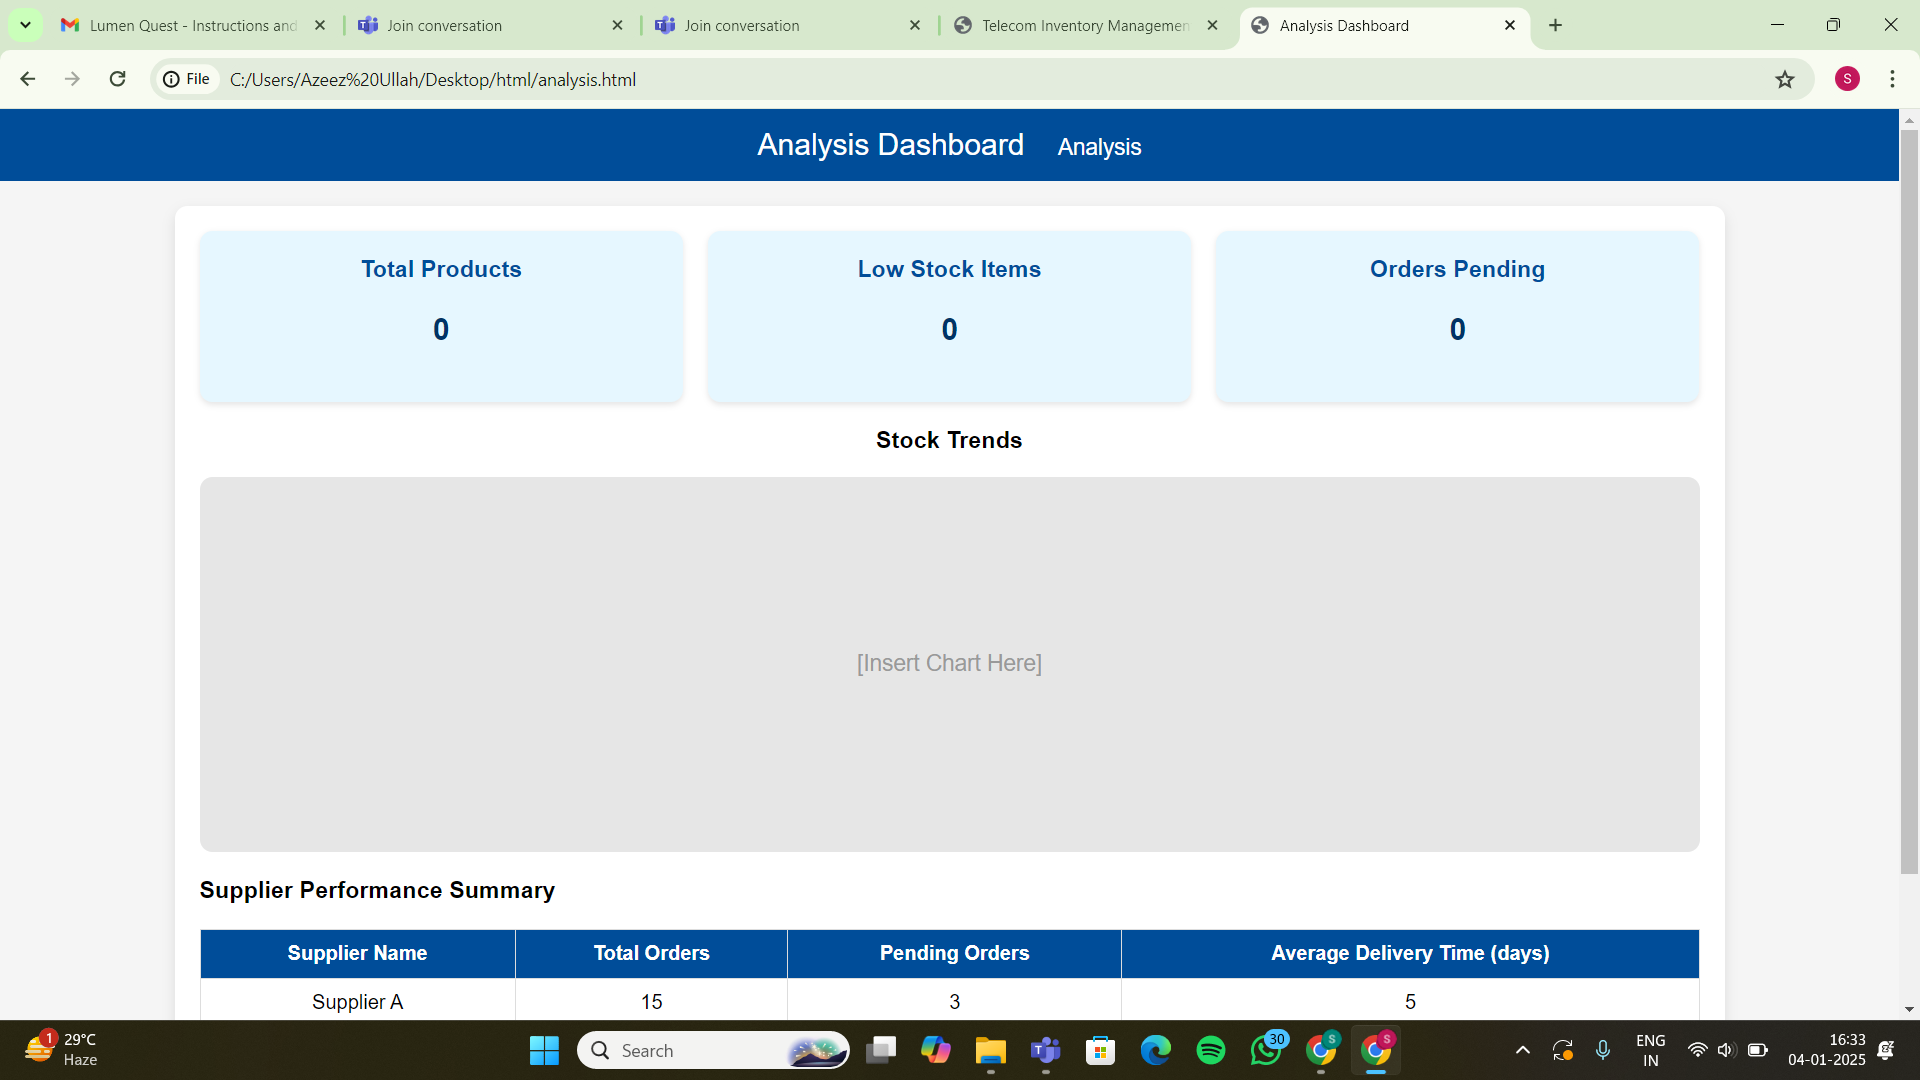 Lumen Quest - Instructions and
Join conversation
Join conversation
Telecom Inventory Managemen
Analysis Dashboard
File
C:/Users/Azeez%20Ullah/Desktop/html/analysis.html
S
Analysis Dashboard Analysis
Total Products
0
Low Stock Items
0
Orders Pending
0
Stock Trends
[Insert Chart Here]
Supplier Performance Summary
Supplier Name Total Orders Pending Orders Average Delivery Time (days)
Supplier A 15 3 5
1
29°C
Haze
Search
30
S
S
ENG
IN
16:33
04-01-2025